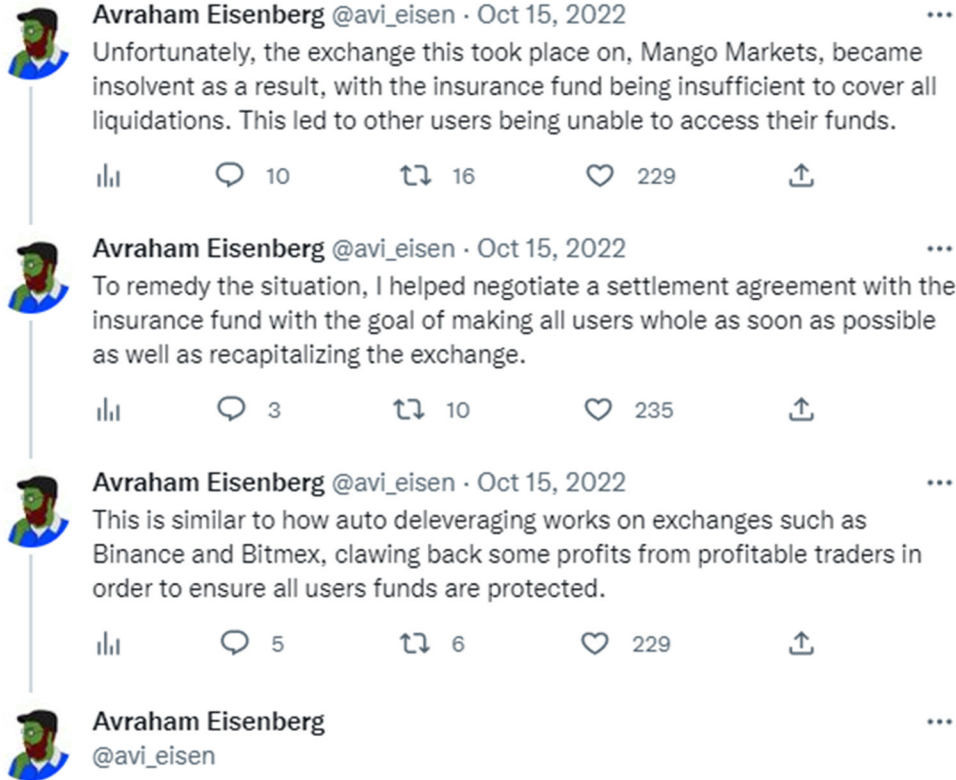 Avraham Eisenberg @avi_eisen · Oct 15, 2022
Unfortunately, the exchange this took place on, Mango Markets, became
insolvent as a result, with the insurance fund being insufficient to cover all
liquidations. This led to other users being unable to access their funds.
10 16 229
Avraham Eisenberg @avi_eisen · Oct 15, 2022
To remedy the situation, I helped negotiate a settlement agreement with the
insurance fund with the goal of making all users whole as soon as possible
as well as recapitalizing the exchange.
3 10 235
Avraham Eisenberg @avi_eisen · Oct 15, 2022
This is similar to how auto deleveraging works on exchanges such as
Binance and Bitmex, clawing back some profits from profitable traders in
order to ensure all users funds are protected.
5 6 229
Avraham Eisenberg
@avi_eisen